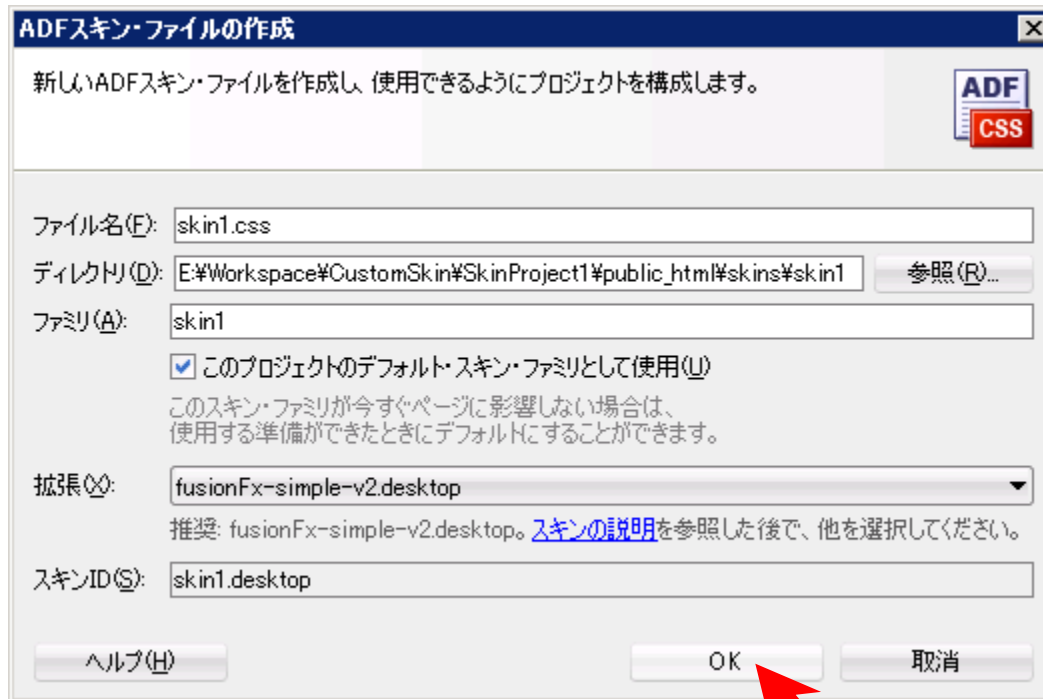 ADFスキン・ファイルの作成
新しいADFスキン・ファイルを作成し、使用できるようにプロジェクトを構成します。
ADF
CSS
ファイル名(F): skin1.css
ディレクトリ(D): E:¥Workspace¥CustomSkin¥SkinProject1¥public_html¥skins¥skin1 参照(R)...
ファミリ(A): skin1
このプロジェクトのデフォルト・スキン・ファミリとして使用(U)
このスキン・ファミリが今すぐページに影響しない場合は、
使用する準備ができたときにデフォルトにすることができます。
拡張(X): fusionFx-simple-v2.desktop
推奨: fusionFx-simple-v2.desktop。スキンの説明を参照した後で、他を選択してください。
スキンID(S): skin1.desktop
ヘルプ(H) OK 取消